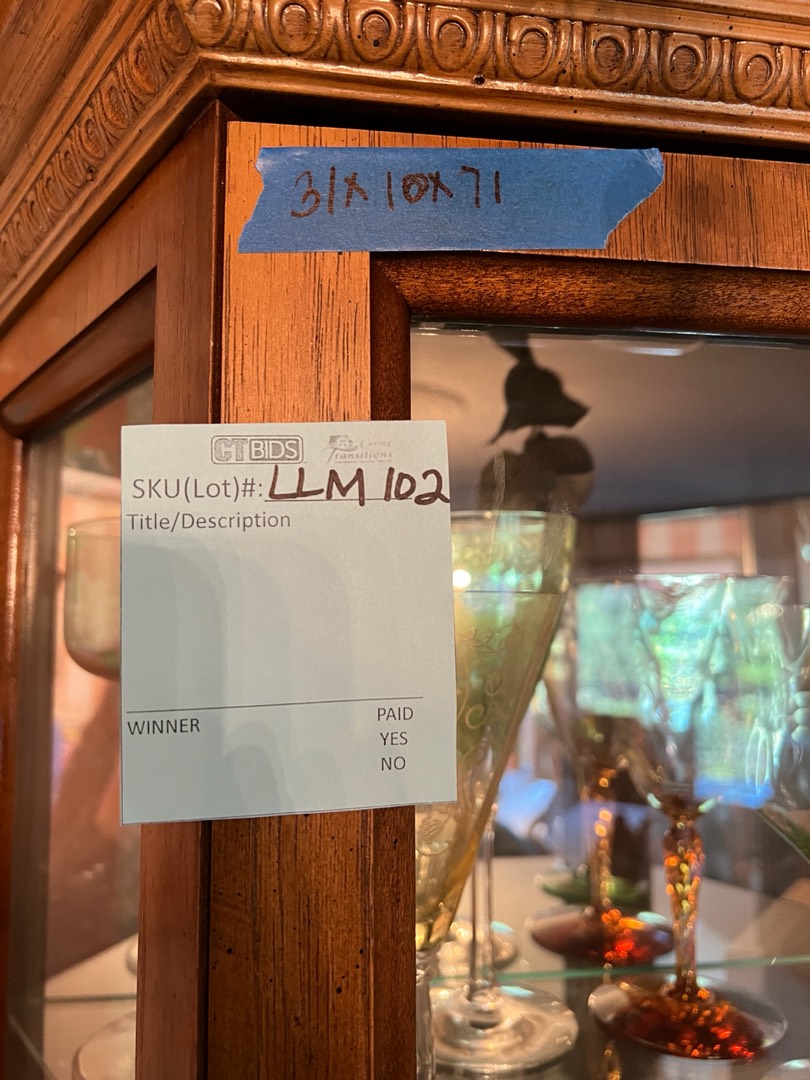 31x10x71
CTBIDS Caring Transitions
SKU(Lot)#: LLM 102
Title/Description
WINNER PAID
YES
NO